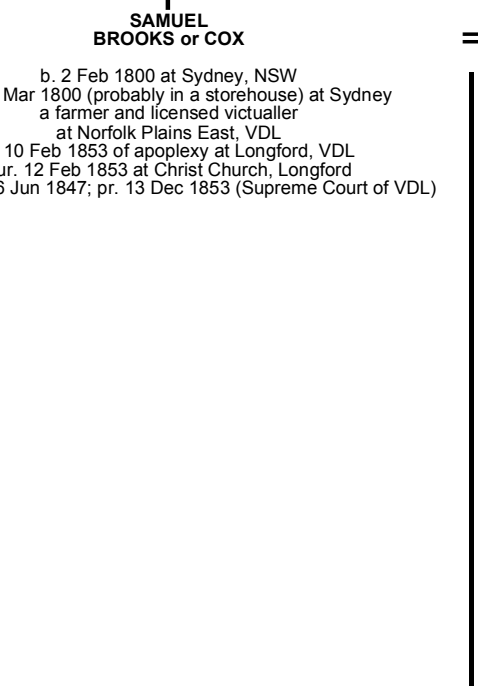 SAMUEL
BROOKS or COX
=
b. 2 Feb 1800 at Sydney, NSW
Mar 1800 (probably in a storehouse) at Sydney
a farmer and licensed victualler
at Norfolk Plains East, VDL
10 Feb 1853 of apoplexy at Longford, VDL
ur. 12 Feb 1853 at Christ Church, Longford
6 Jun 1847; pr. 13 Dec 1853 (Supreme Court of VDL)